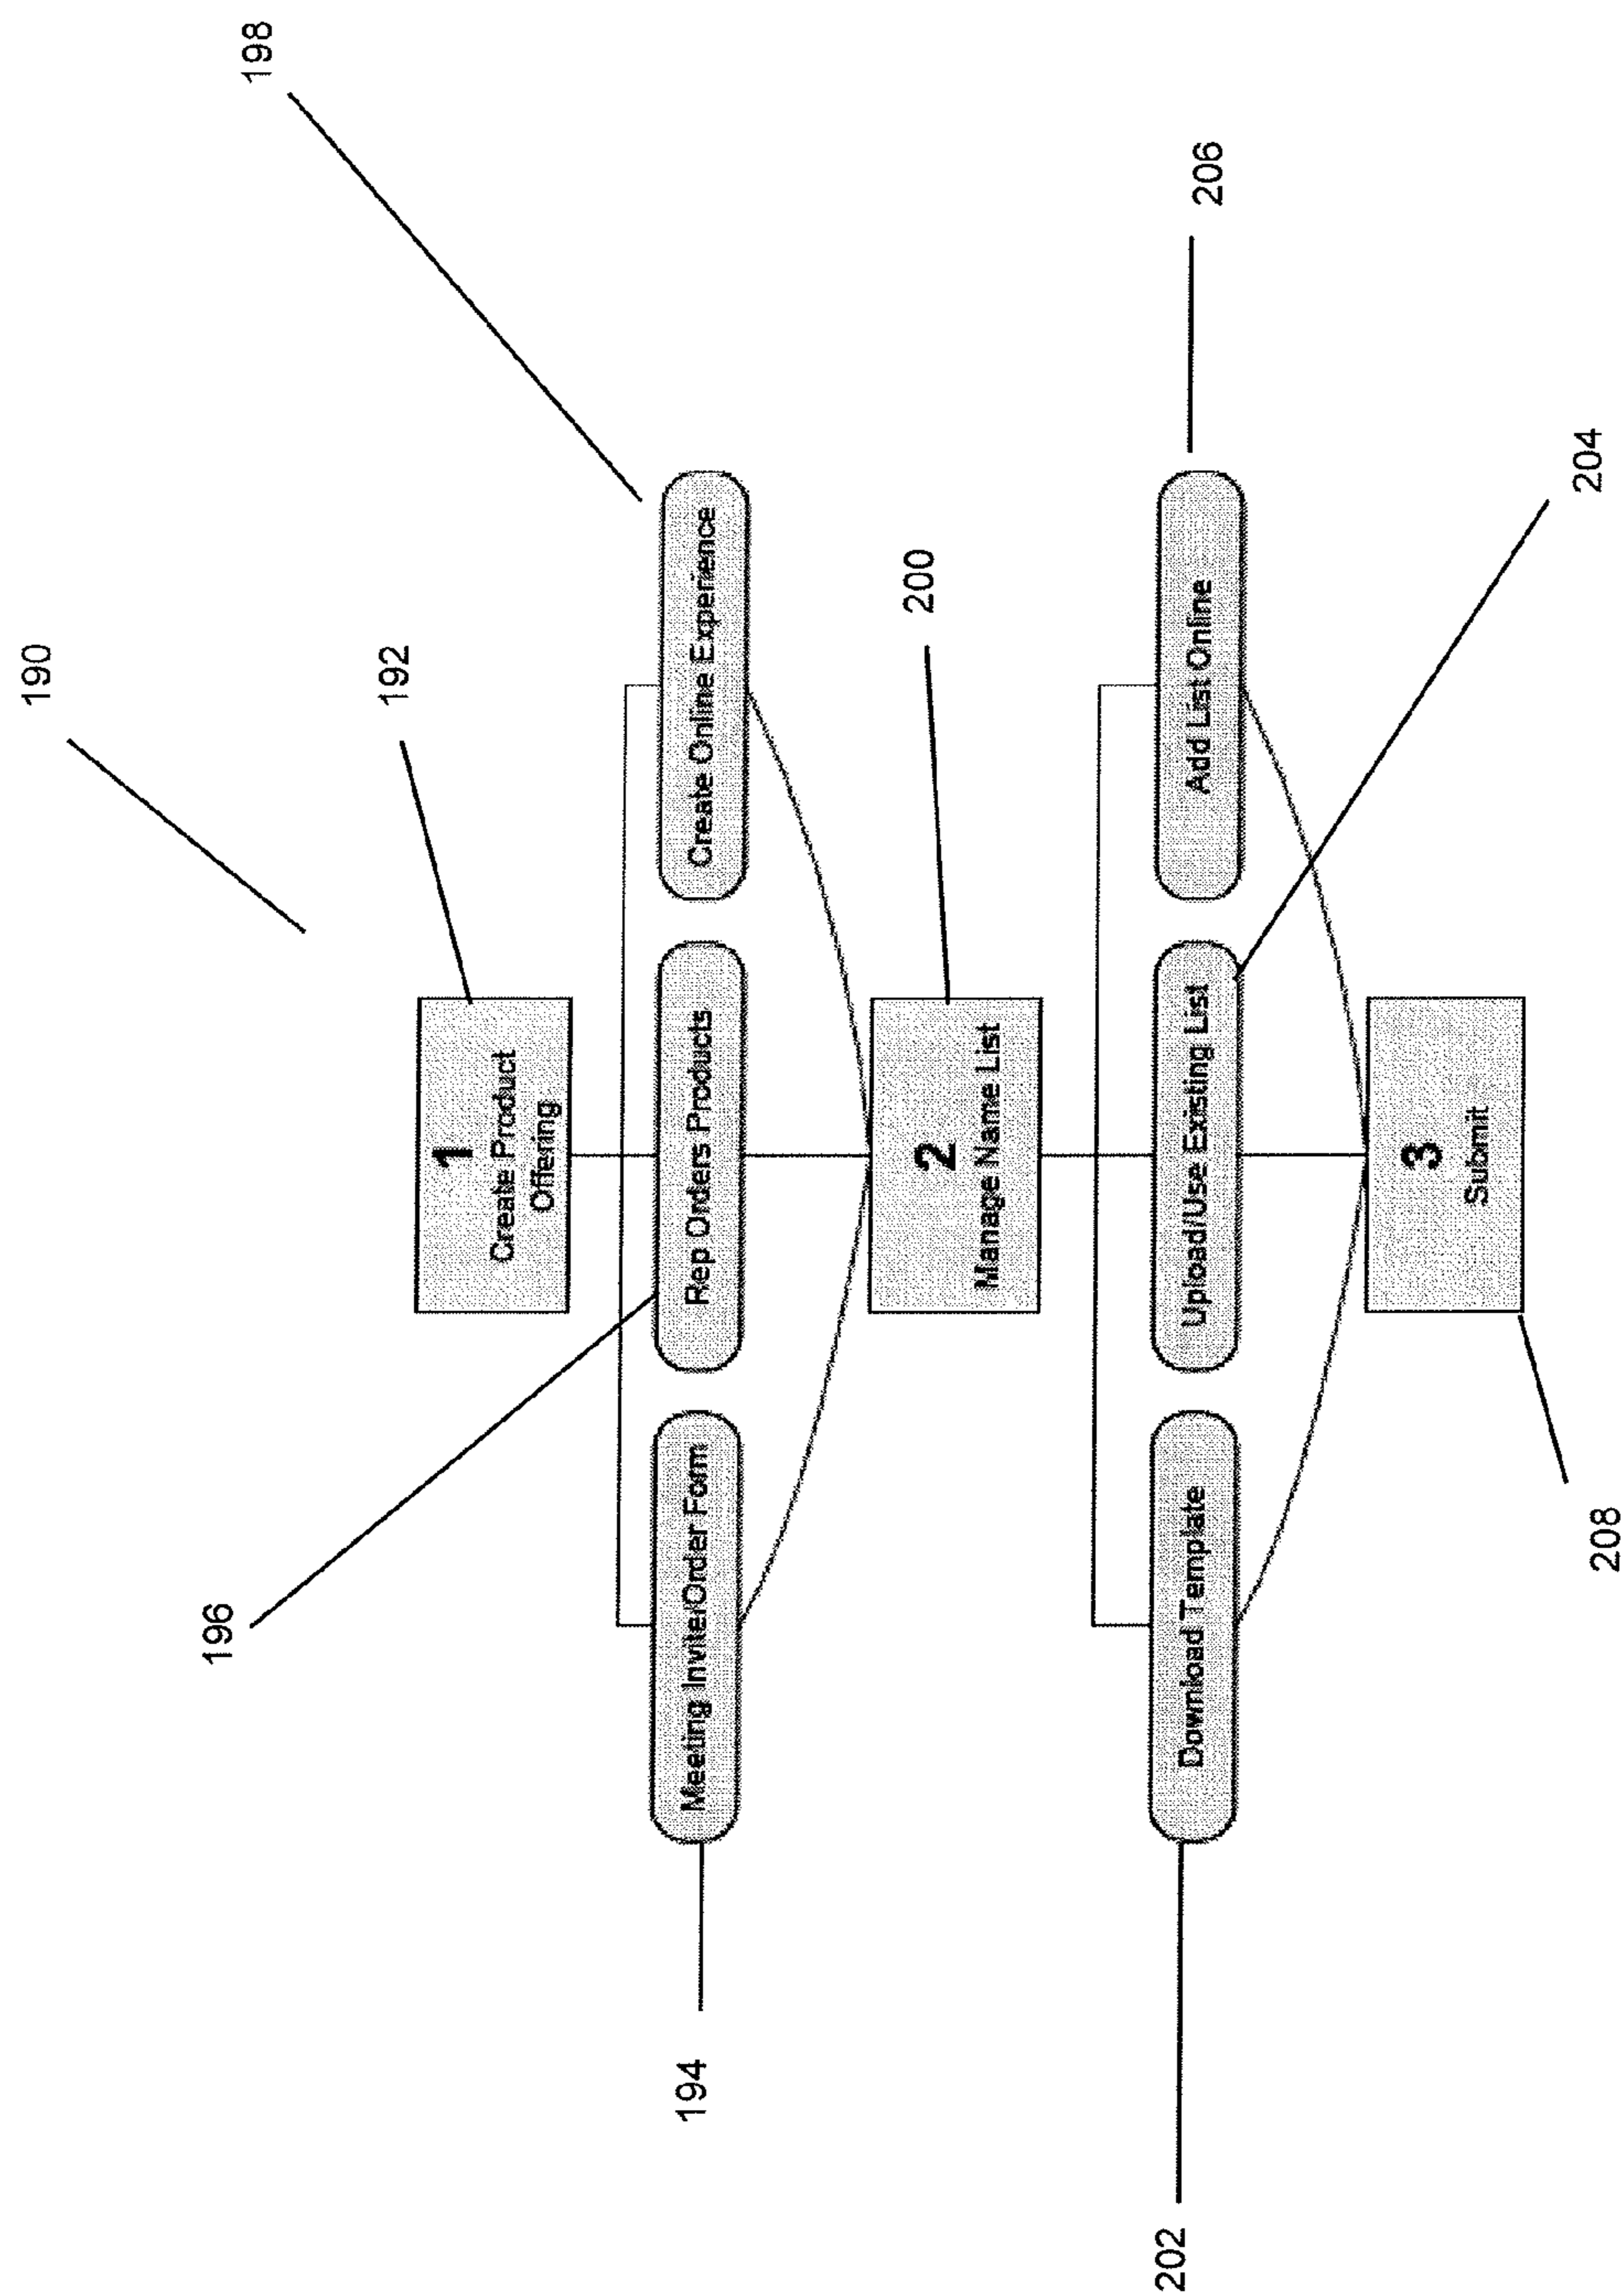 190
192
1
Create Product
Offering
198
194
Meeting Invite/Order Form
196
Rep Orders Products
Create Online Experience
200
2
Manage Name List
202
Download Template
Upload/Use Existing List
204
Add List Online
206
3
Submit
208